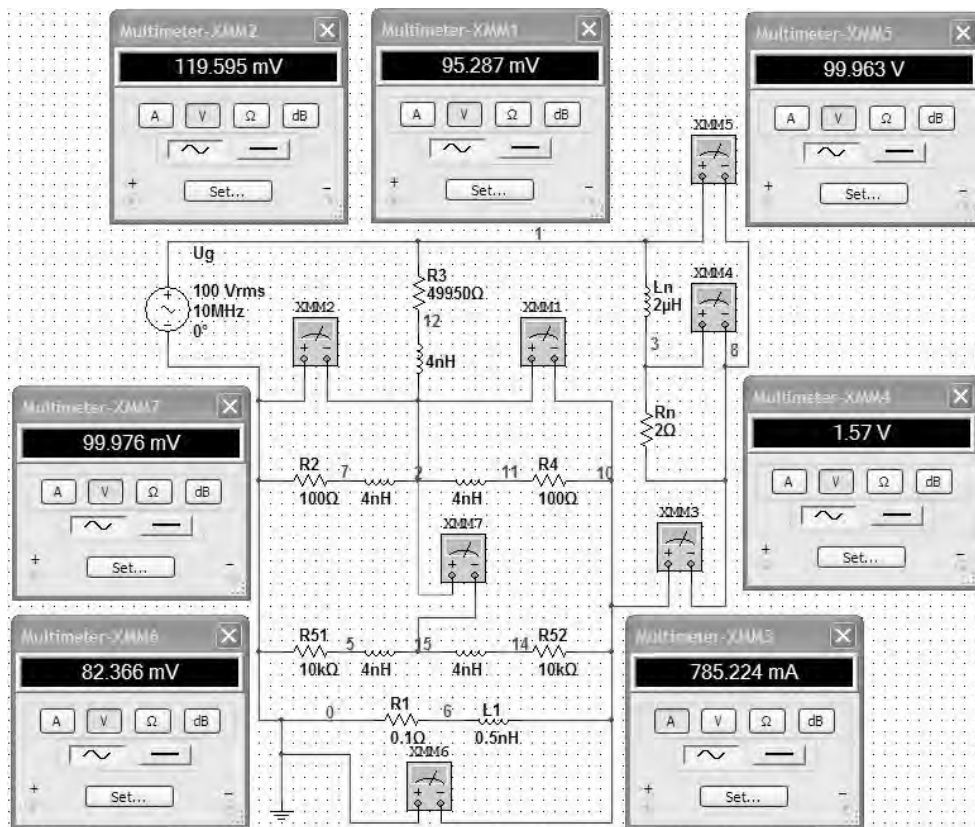 Multimeter-XMM2
119.595 mV
A V Ω dB
+ Set... -
Multimeter-XMM1
95.287 mV
A V Ω dB
+ Set... -
Multimeter-XMM5
99.963 V
A V Ω dB
+ Set... -
XMM5
1
Ug
100 Vrms
10MHz
0°
R3
49950Ω
12
4nH
XMM2
XMM1
Ln
2µH
XMM4
3
8
Rn
2Ω
Multimeter-XMM7
99.976 mV
A V Ω dB
+ Set... -
Multimeter-XMM4
1.57 V
A V Ω dB
+ Set... -
R2
100Ω
7
4nH
2
4nH
11
R4
100Ω
10
XMM7
XMM3
Multimeter-XMM6
82.366 mV
A V Ω dB
+ Set... -
R51
10kΩ
5
4nH
15
4nH
14
R52
10kΩ
Multimeter-XMM3
785.224 mA
A V Ω dB
+ Set... -
0
R1
0.1Ω
6
L1
0.5nH
XMM6